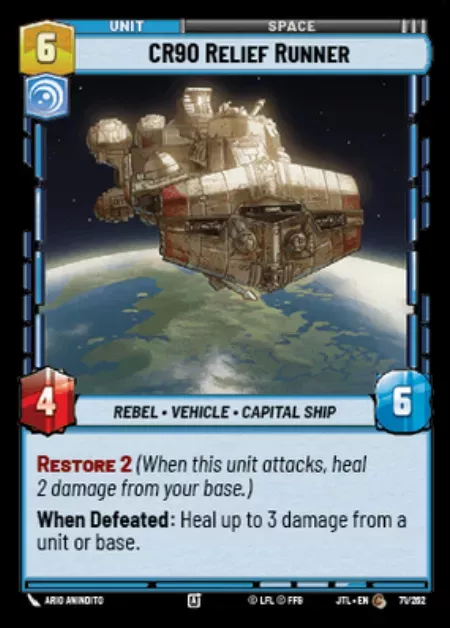 UNIT
SPACE
6
CR90 RELIEF RUNNER
4
REBEL • VEHICLE • CAPITAL SHIP
6
RESTORE 2 (When this unit attacks, heal
2 damage from your base.)
When Defeated: Heal up to 3 damage from a
unit or base.
ARIO ANINDITO
A
© LFL © FFG
JTL • EN
71/262